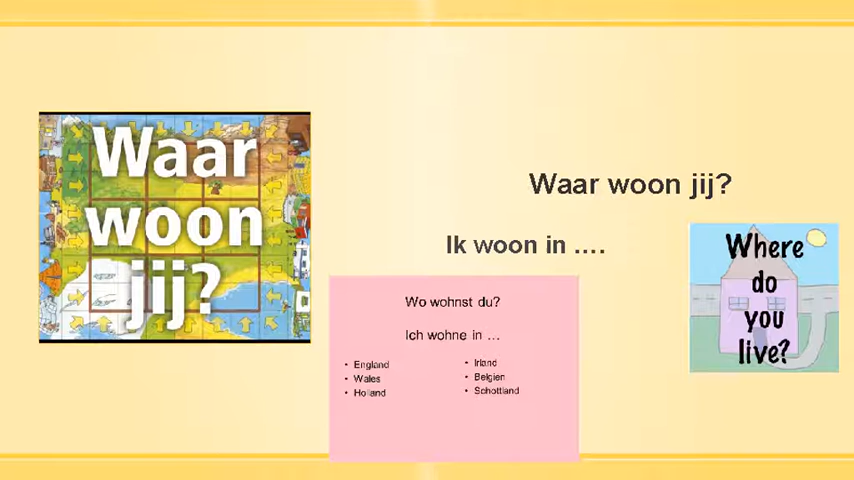 Waar
woon
jij?
Waar woon jij?
Ik woon in ....
Where
do
you
live?
Wo wohnst du?
Ich wohne in ...
• England
• Wales
• Holland
• Irland
• Belgien
• Schottland